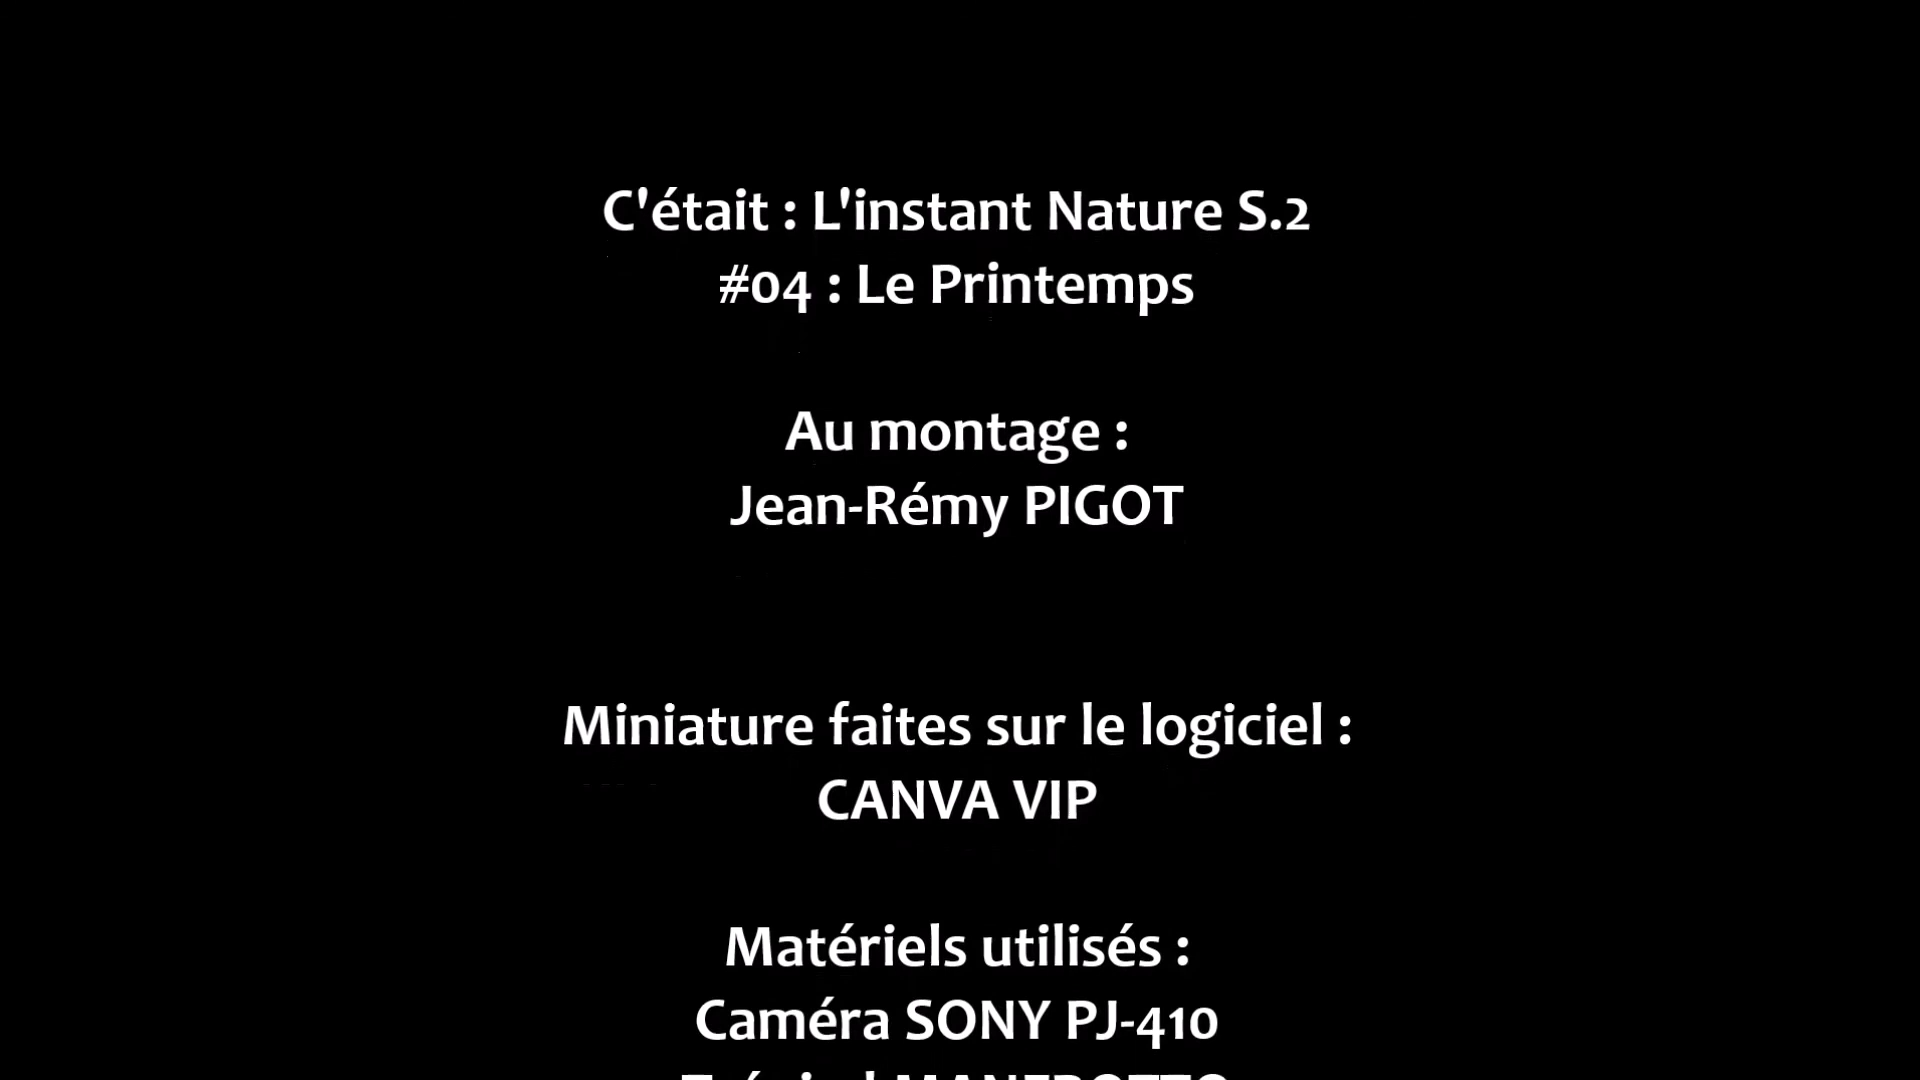 C'était : L'instant Nature S.2
#04 : Le Printemps
Au montage :
Jean-Rémy PIGOT
Miniature faites sur le logiciel :
CANVA VIP
Matériels utilisés :
Caméra SONY PJ-410